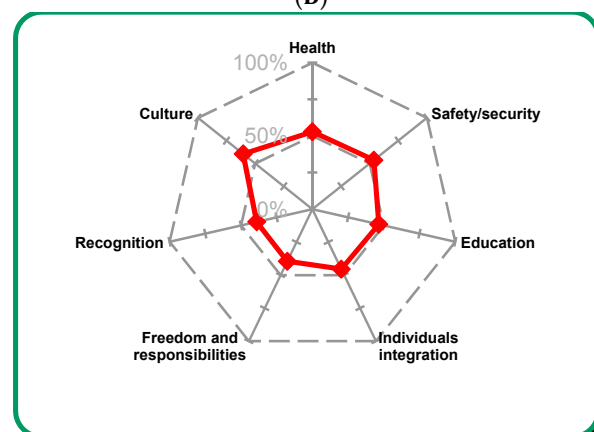 (B)
Health
100%
Culture
Safety/security
50%
0%
Recognition
Education
Freedom and
responsibilities
Individuals
integration